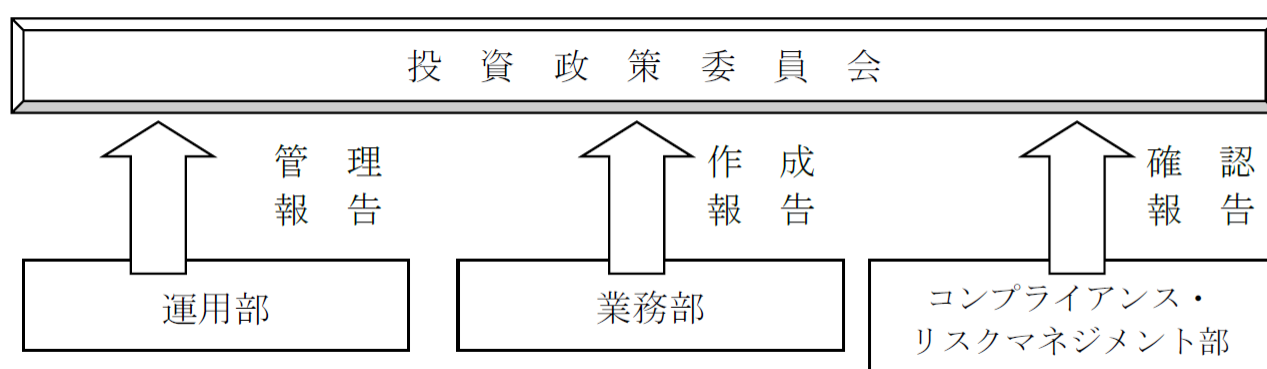 投資政策委員会
管理
報告
作成
報告
確認
報告
運用部
業務部
コンプライアンス・
リスクマネジメント部